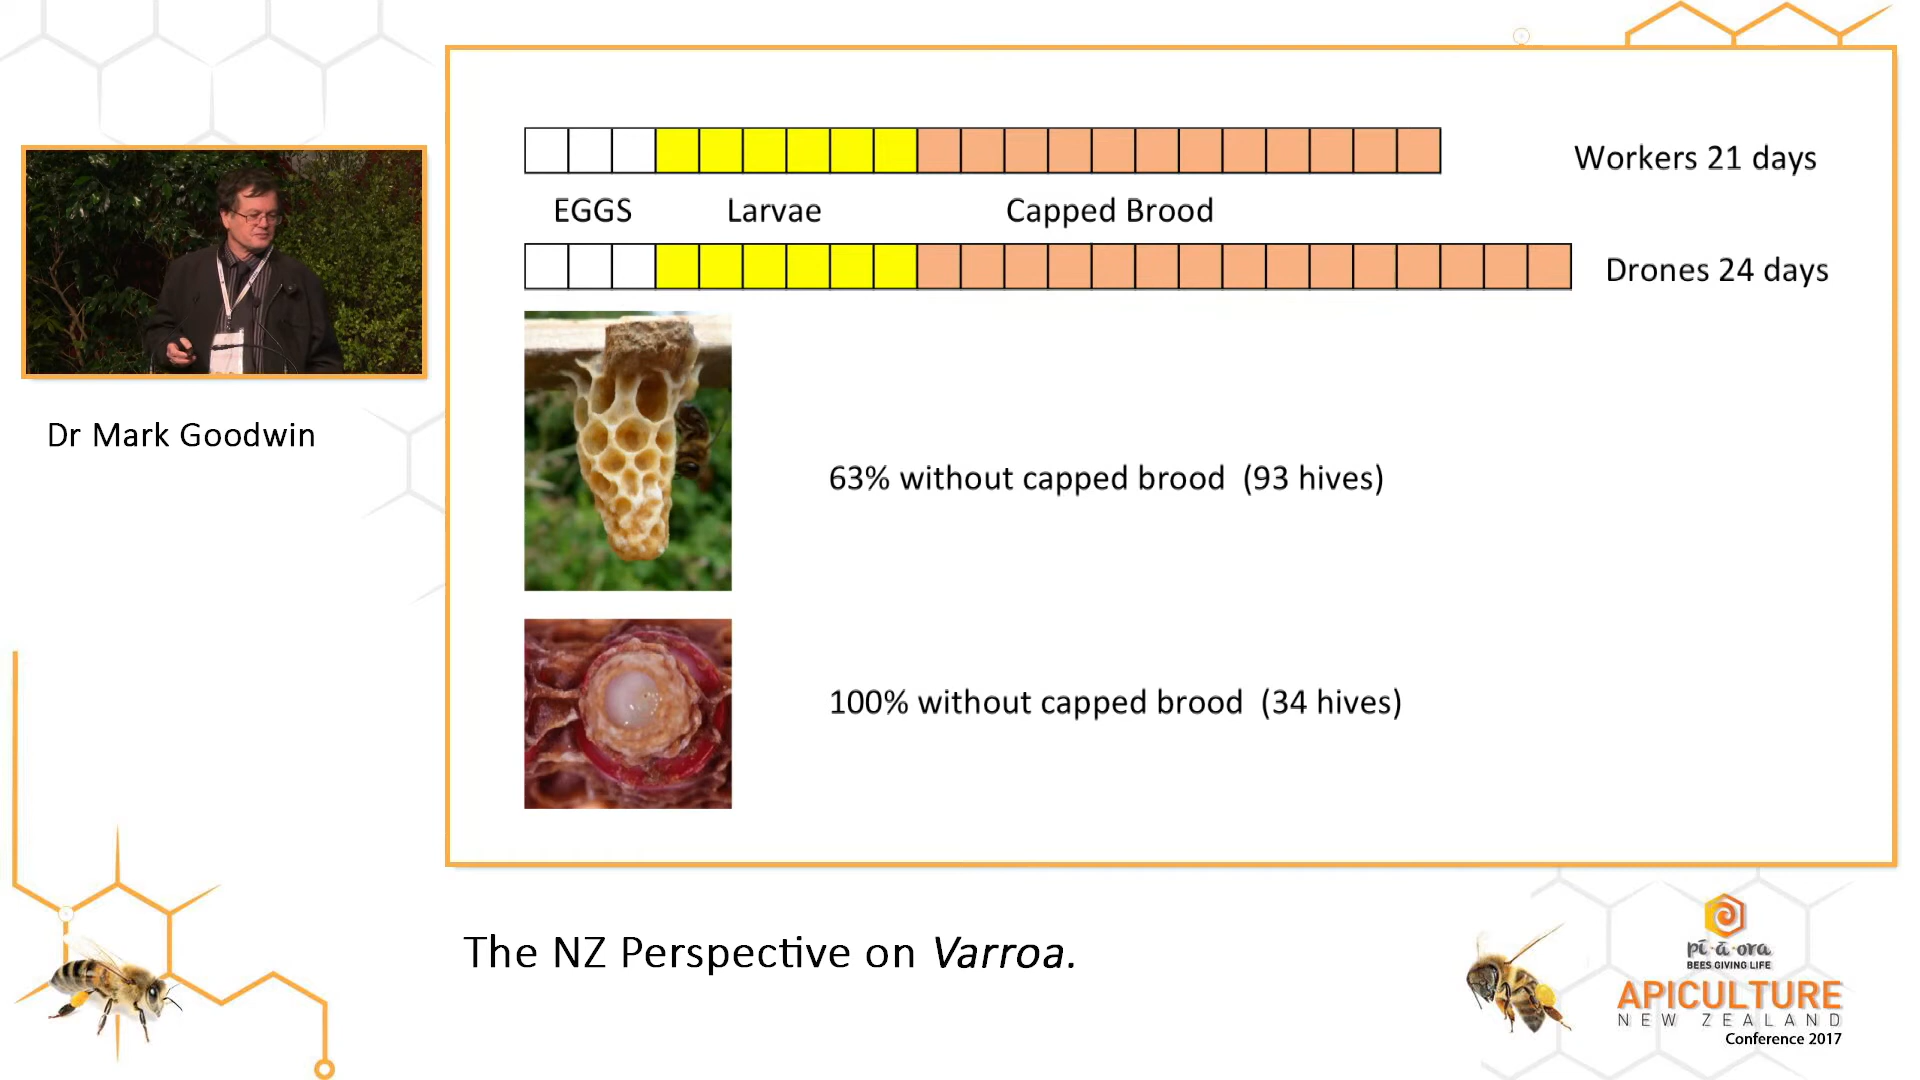 Workers 21 days
EGGS Larvae Capped Brood
Drones 24 days
Dr Mark Goodwin
63% without capped brood (93 hives)
100% without capped brood (34 hives)
The NZ Perspective on Varroa.
pī-ā-ora
BEES GIVING LIFE
APICULTURE
NEW ZEALAND
Conference 2017